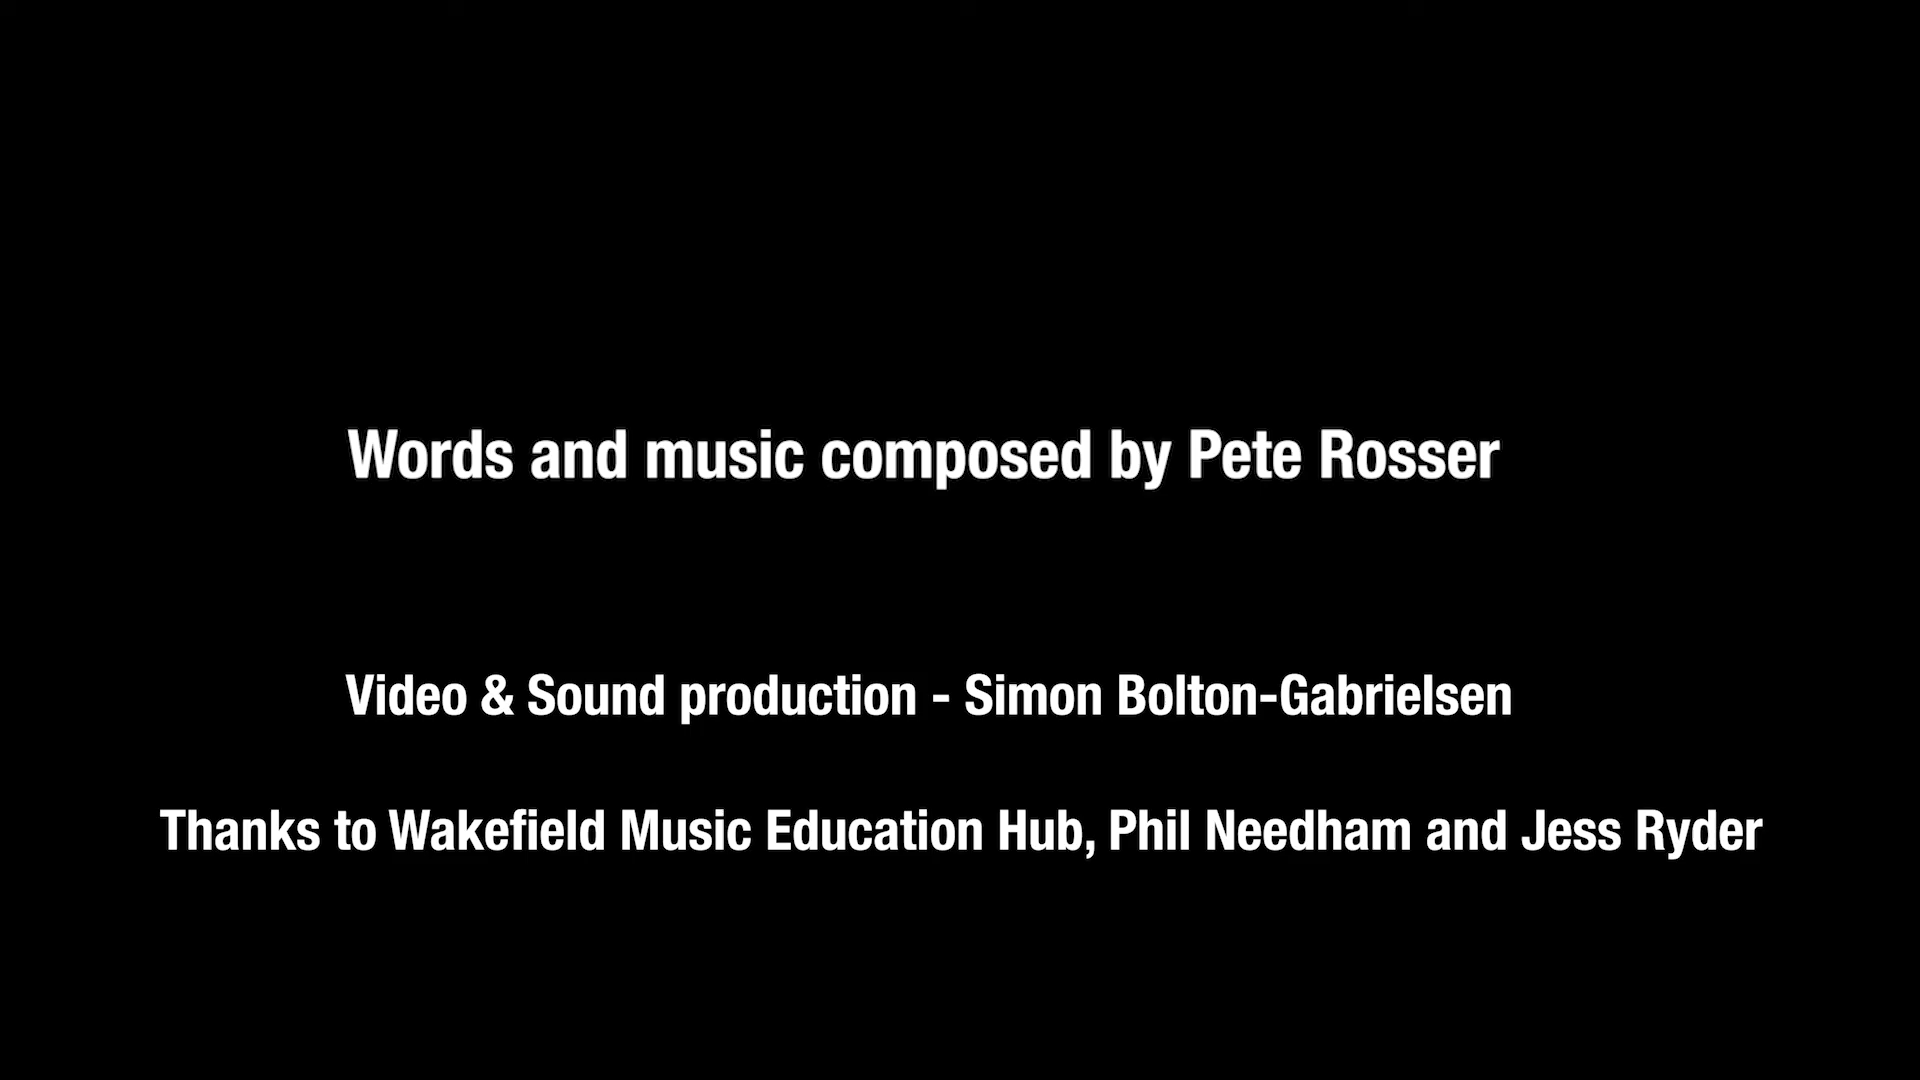 Words and music composed by Pete Rosser
Video & Sound production - Simon Bolton-Gabrielsen
Thanks to Wakefield Music Education Hub, Phil Needham and Jess Ryder